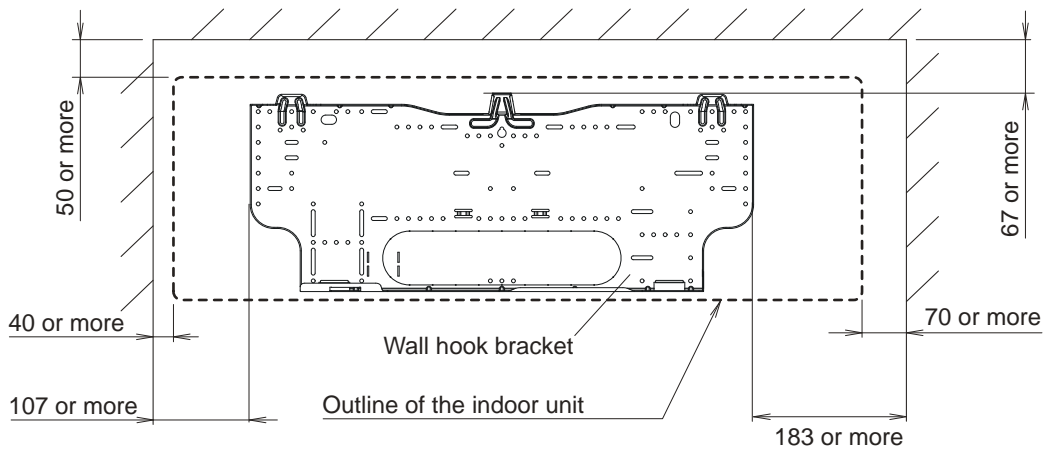 50 or more
67 or more
40 or more
70 or more
Wall hook bracket
107 or more
Outline of the indoor unit
183 or more